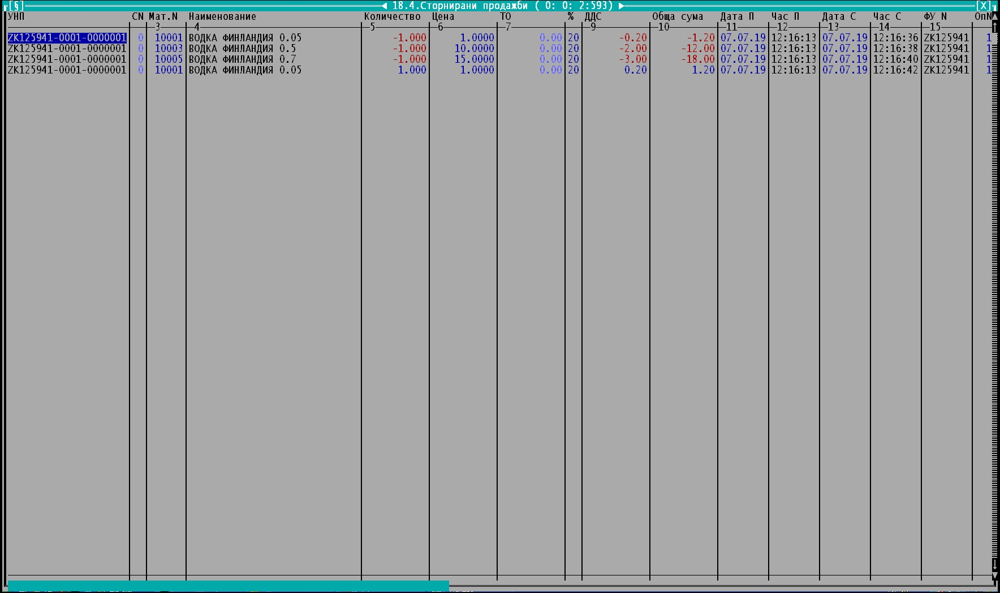 [§] ◄ 18.4.Сторнирани продажби ( 0: 0: 2:593) ► [X]
УНП CN Мат.N Наименование Количество Цена ТО % ДДС Обща сума Дата П Час П Дата С Час С ФУ N ОпN
3 4 5 6 7 9 10 11 12 13 14 15
ZK125941-0001-0000001 0 10001 ВОДКА ФИНЛАНДИЯ 0.05 -1.000 1.0000 0.00 20 -0.20 -1.20 07.07.19 12:16:13 07.07.19 12:16:36 ZK125941 1
ZK125941-0001-0000001 0 10003 ВОДКА ФИНЛАНДИЯ 0.5 -1.000 10.0000 0.00 20 -2.00 -12.00 07.07.19 12:16:13 07.07.19 12:16:38 ZK125941 1
ZK125941-0001-0000001 0 10005 ВОДКА ФИНЛАНДИЯ 0.7 -1.000 15.0000 0.00 20 -3.00 -18.00 07.07.19 12:16:13 07.07.19 12:16:40 ZK125941 1
ZK125941-0001-0000001 0 10001 ВОДКА ФИНЛАНДИЯ 0.05 1.000 1.0000 0.00 20 0.20 1.20 07.07.19 12:16:13 07.07.19 12:16:42 ZK125941 1